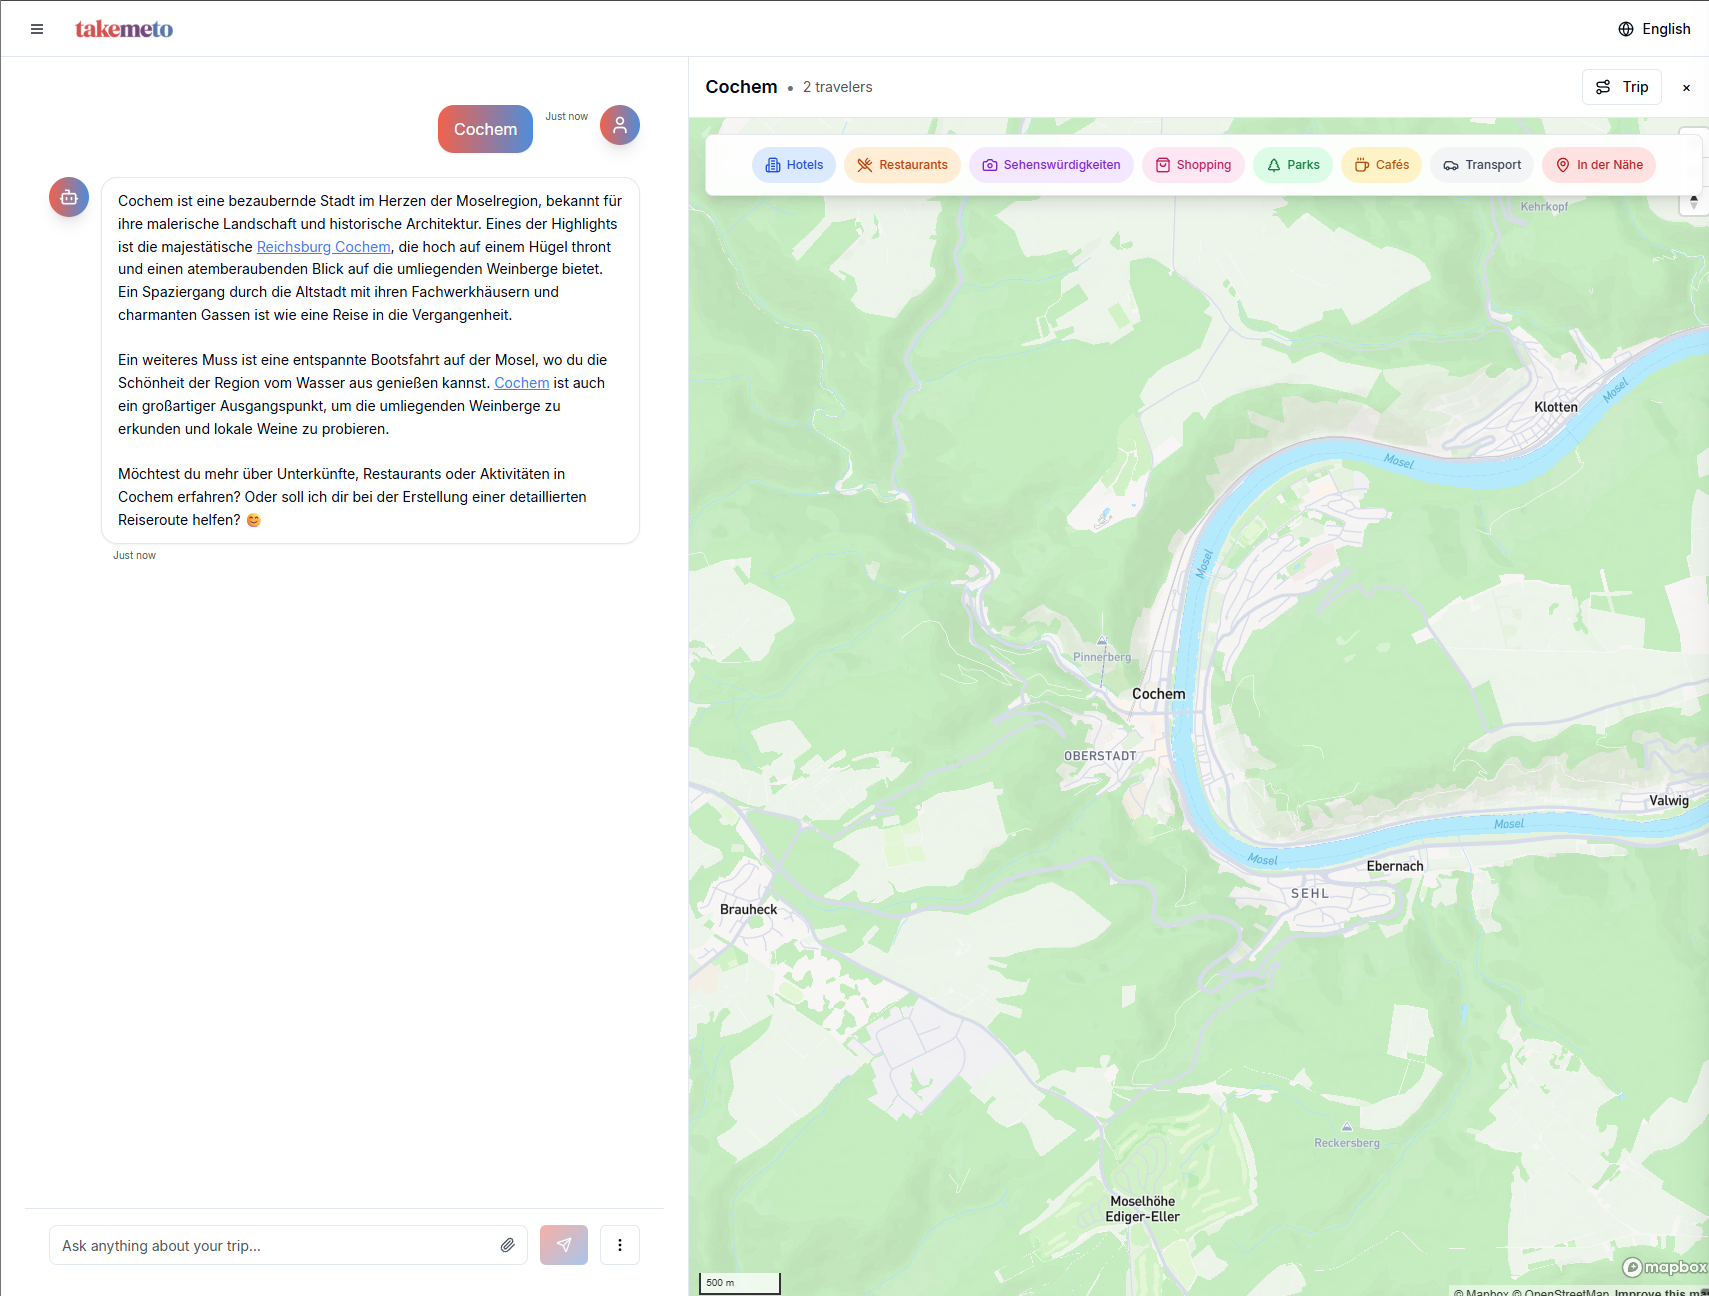 takemeto
English
Cochem
Just now
Cochem ist eine bezaubernde Stadt im Herzen der Moselregion, bekannt für
ihre malerische Landschaft und historische Architektur. Eines der Highlights
ist die majestätische Reichsburg Cochem, die hoch auf einem Hügel thront
und einen atemberaubenden Blick auf die umliegenden Weinberge bietet.
Ein Spaziergang durch die Altstadt mit ihren Fachwerkhäusern und
charmanten Gassen ist wie eine Reise in die Vergangenheit.
Ein weiteres Muss ist eine entspannte Bootsfahrt auf der Mosel, wo du die
Schönheit der Region vom Wasser aus genießen kannst. Cochem ist auch
ein großartiger Ausgangspunkt, um die umliegenden Weinberge zu
erkunden und lokale Weine zu probieren.
Möchtest du mehr über Unterkünfte, Restaurants oder Aktivitäten in
Cochem erfahren? Oder soll ich dir bei der Erstellung einer detaillierten
Reiseroute helfen? 😊
Just now
Ask anything about your trip...
Cochem • 2 travelers
Trip
×
Hotels
Restaurants
Sehenswürdigkeiten
Shopping
Parks
Cafés
Transport
In der Nähe
Kehrkopf
Klotten
Mosel
Mosel
Mosel
Pinnerberg
Cochem
OBERSTADT
Valwig
Mosel
Mosel
Ebernach
SEHL
Brauheck
Reckersberg
Moselhöhe
Ediger-Eller
500 m
mapbox
© Mapbox © OpenStreetMap Improve this